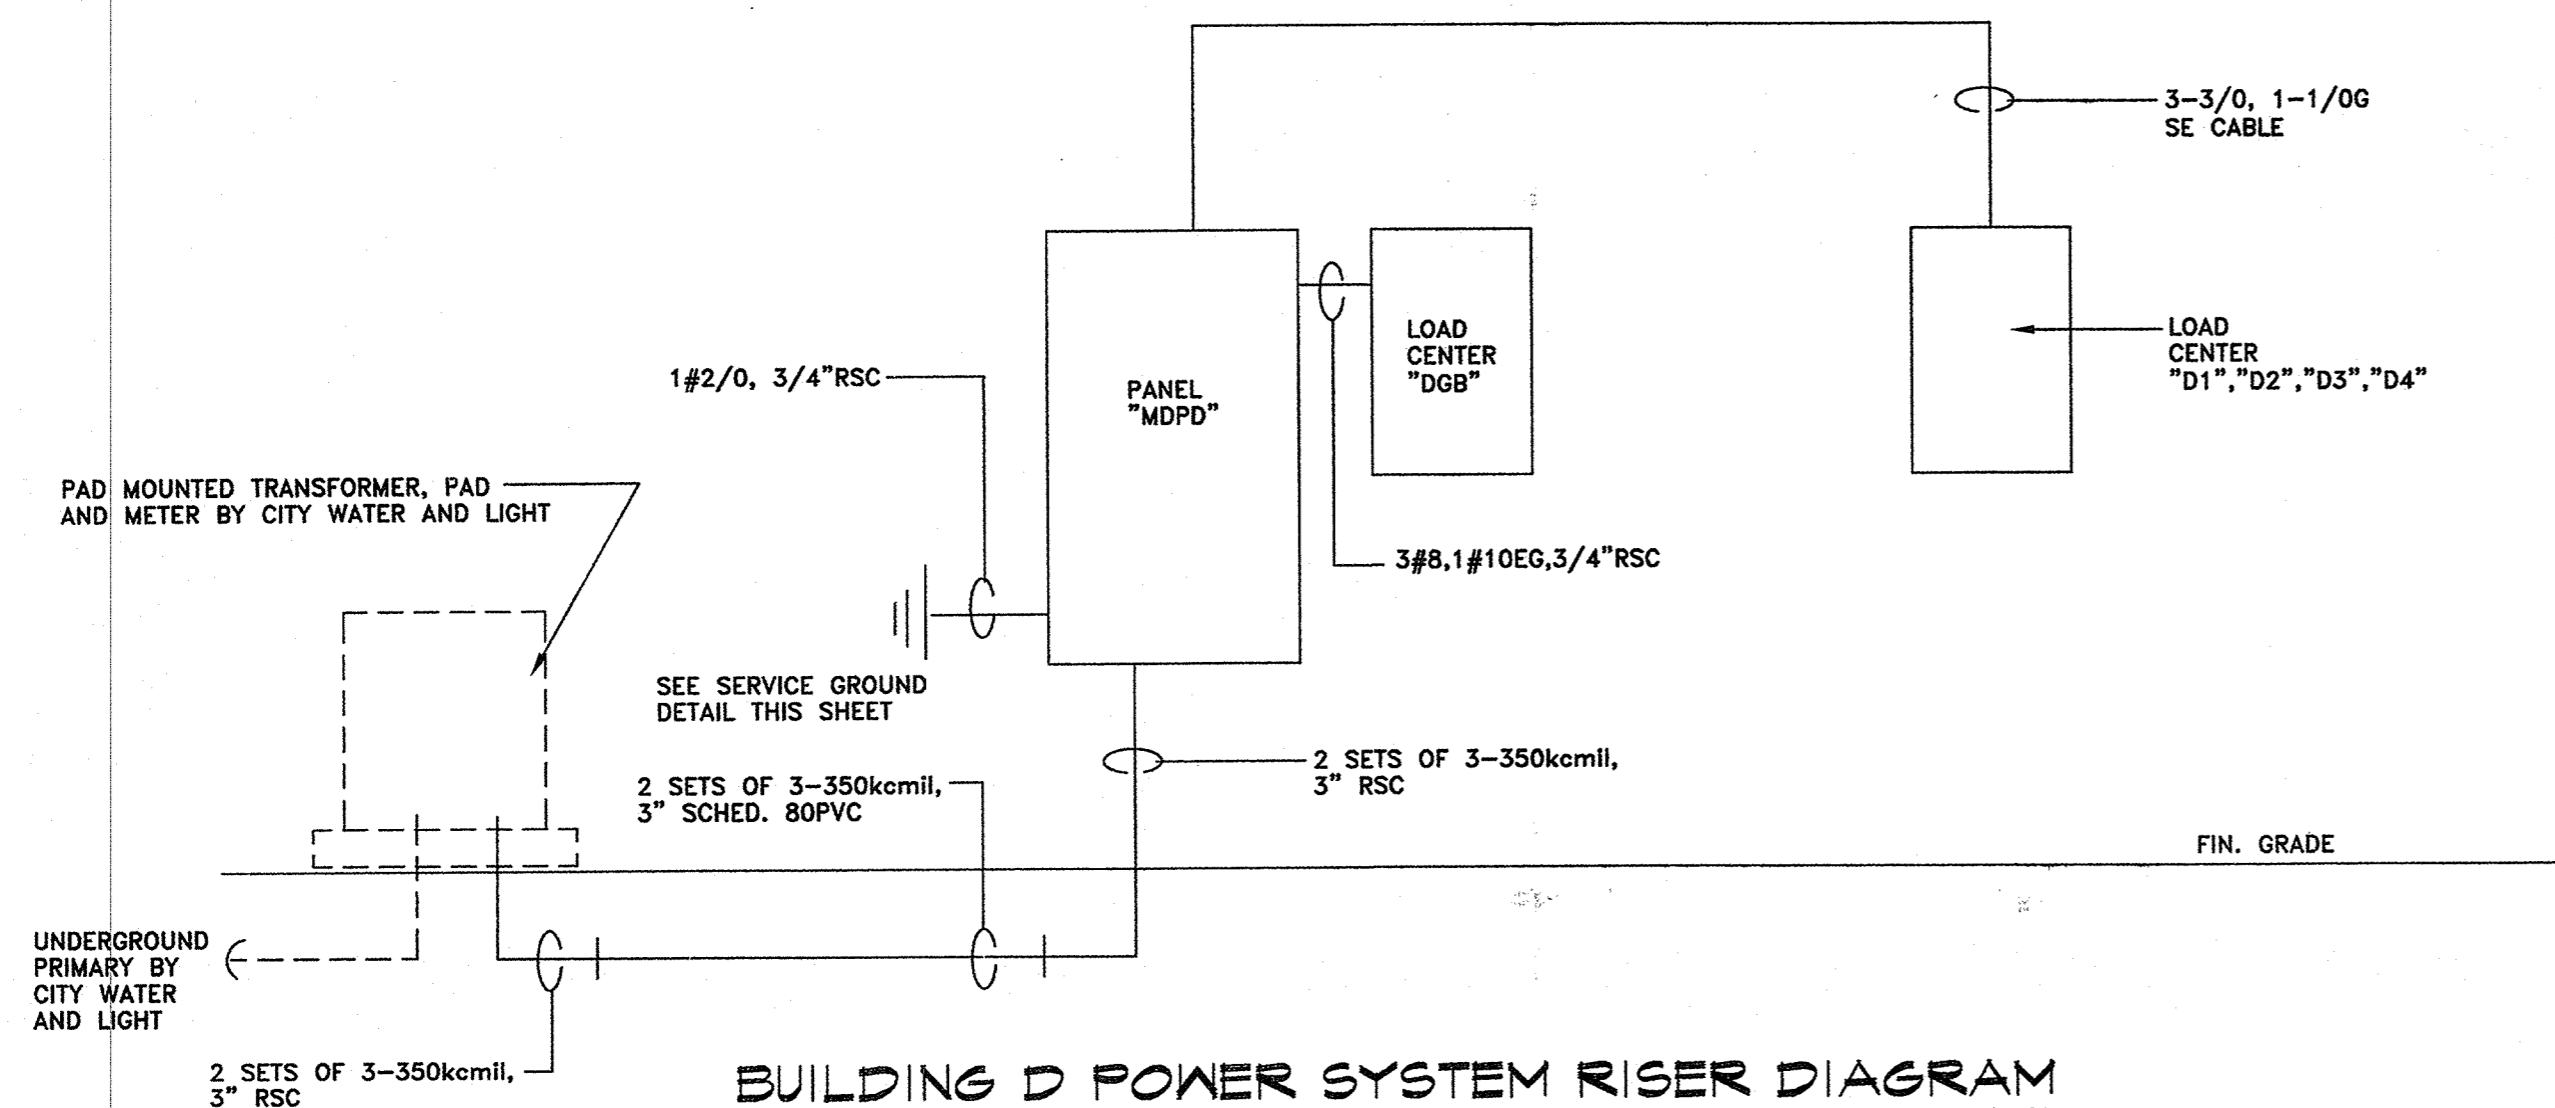 3-3/0, 1-1/0G
SE CABLE
LOAD
CENTER
"DGB"
LOAD
CENTER
"D1","D2","D3","D4"
1#2/0, 3/4"RSC
PANEL
"MDPD"
PAD MOUNTED TRANSFORMER, PAD
AND METER BY CITY WATER AND LIGHT
3#8,1#10EG,3/4"RSC
SEE SERVICE GROUND
DETAIL THIS SHEET
2 SETS OF 3-350kcmil,
3" SCHED. 80PVC
2 SETS OF 3-350kcmil,
3" RSC
FIN. GRADE
UNDERGROUND
PRIMARY BY
CITY WATER
AND LIGHT
2 SETS OF 3-350kcmil,
3" RSC
BUILDING D POWER SYSTEM RISER DIAGRAM